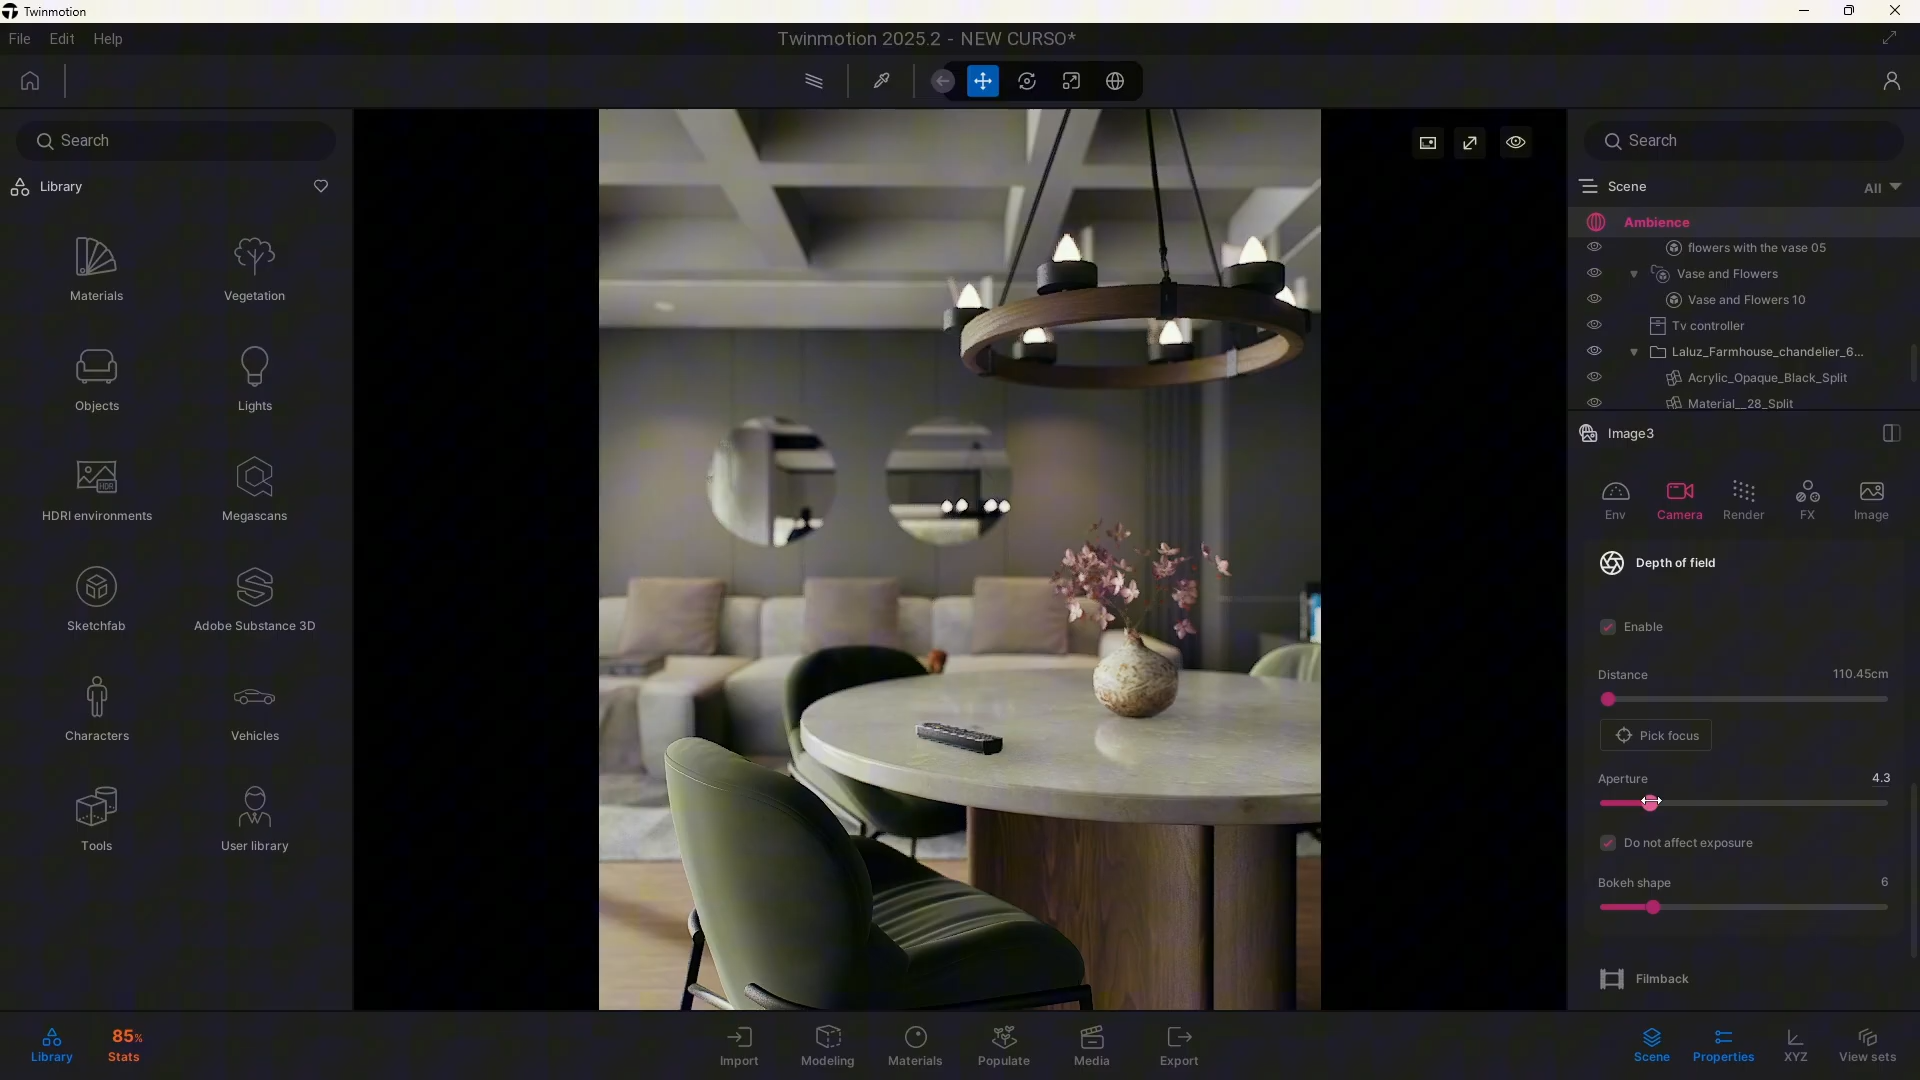 Twinmotion
File Edit Help
Twinmotion 2025.2 - NEW CURSO*
Search
Library
Materials
Vegetation
Objects
Lights
HDR
HDRI environments
Megascans
Sketchfab
Adobe Substance 3D
Characters
Vehicles
Tools
User library
Search
Scene
All
Ambience
flowers with the vase 05
Vase and Flowers
Vase and Flowers 10
Tv controller
Laluz_Farmhouse_chandelier_6...
Acrylic_Opaque_Black_Split
Material__28_Split
Image3
Env
Camera
Render
FX
Image
Depth of field
Enable
Distance 110.45cm
Pick focus
Aperture 4.3
Do not affect exposure
Bokeh shape 6
Filmback
Library
85%
Stats
Import
Modeling
Materials
Populate
Media
Export
Scene
Properties
XYZ
View sets